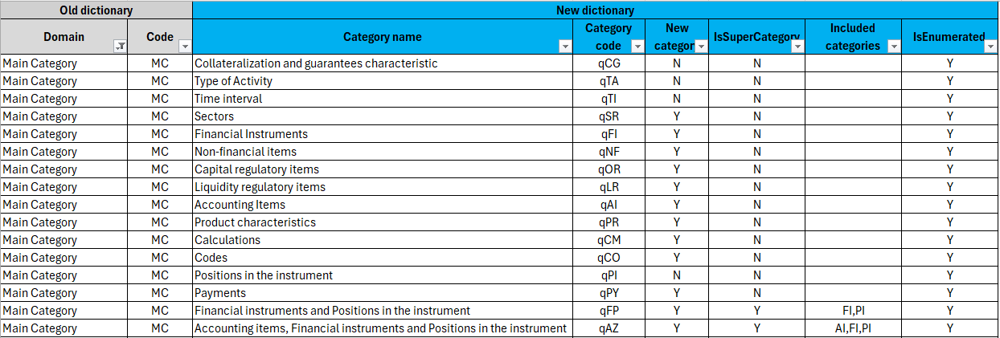 Old dictionary New dictionary
Domain Code Category name Category code New categor IsSuperCategory Included categories IsEnumerated
Main Category MC Collateralization and guarantees characteristic qCG N N Y
Main Category MC Type of Activity qTA N N Y
Main Category MC Time interval qTI N N Y
Main Category MC Sectors qSR Y N Y
Main Category MC Financial Instruments qFI Y N Y
Main Category MC Non-financial items qNF Y N Y
Main Category MC Capital regulatory items qOR Y N Y
Main Category MC Liquidity regulatory items qLR Y N Y
Main Category MC Accounting Items qAI Y N Y
Main Category MC Product characteristics qPR Y N Y
Main Category MC Calculations qCM Y N Y
Main Category MC Codes qCO Y N Y
Main Category MC Positions in the instrument qPI N N Y
Main Category MC Payments qPY Y N Y
Main Category MC Financial instruments and Positions in the instrument qFP Y Y FI,PI Y
Main Category MC Accounting items, Financial instruments and Positions in the instrument qAZ Y Y AI,FI,PI Y